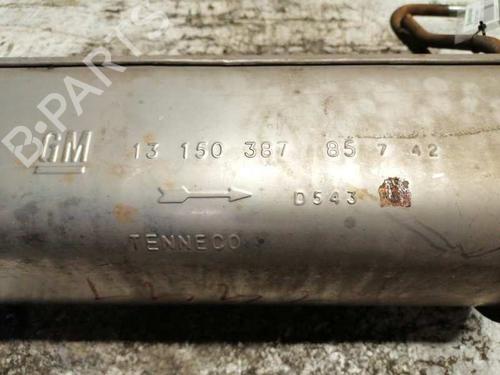 B-PARTS
GM 13 150 387 85 7 42
D543
TENNECO